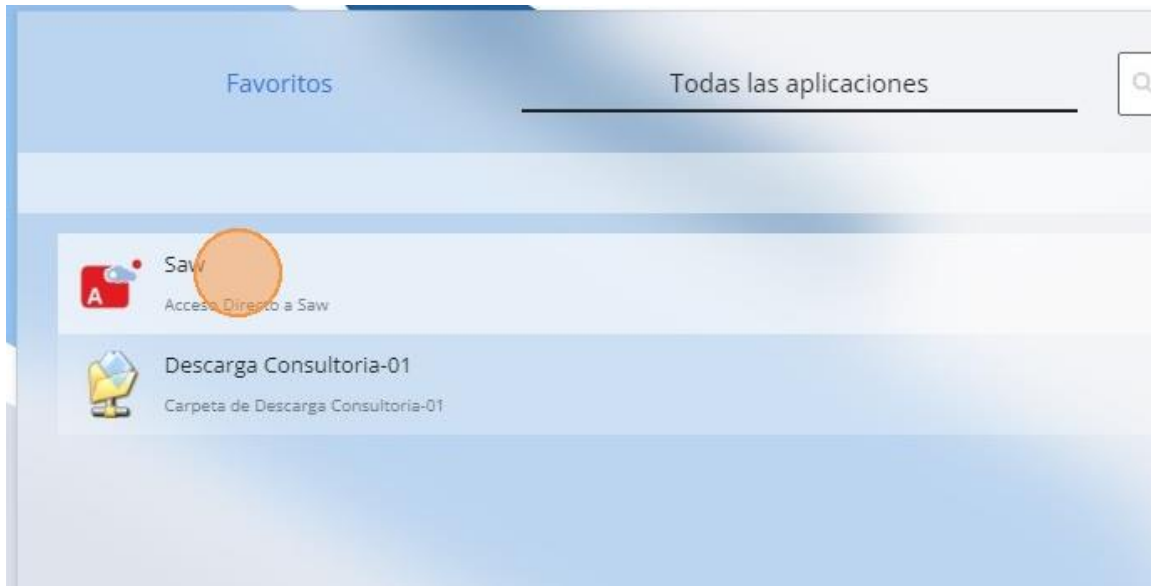 Favoritos
Todas las aplicaciones
Saw
Acceso Directo a Saw
A
Descarga Consultoria-01
Carpeta de Descarga Consultoria-01